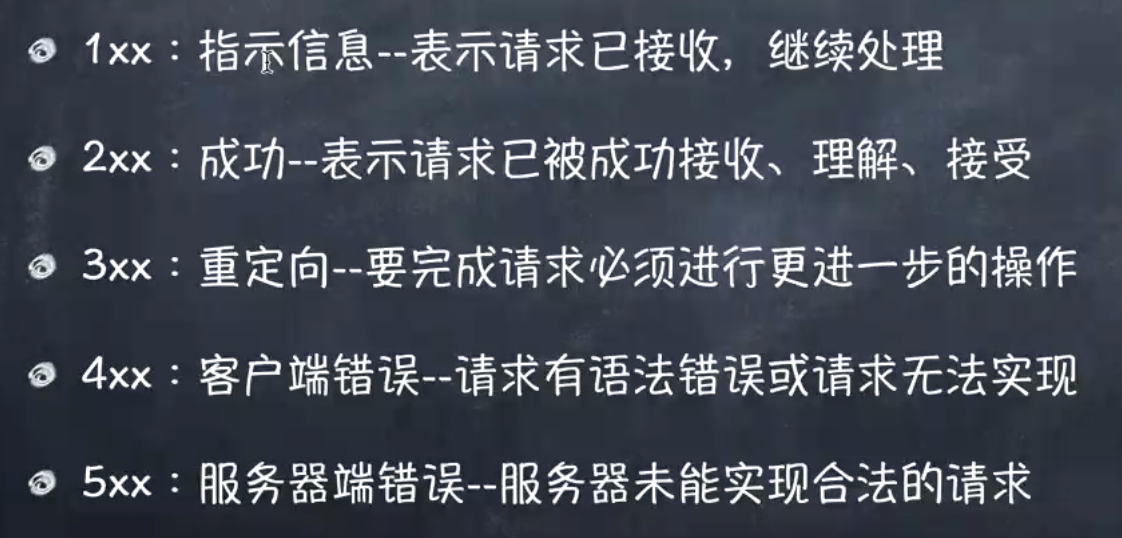 1xx：指示信息--表示请求已接收，继续处理
2xx：成功--表示请求已被成功接收、理解、接受
3xx：重定向--要完成请求必须进行更进一步的操作
4xx：客户端错误--请求有语法错误或请求无法实现
5xx：服务器端错误--服务器未能实现合法的请求